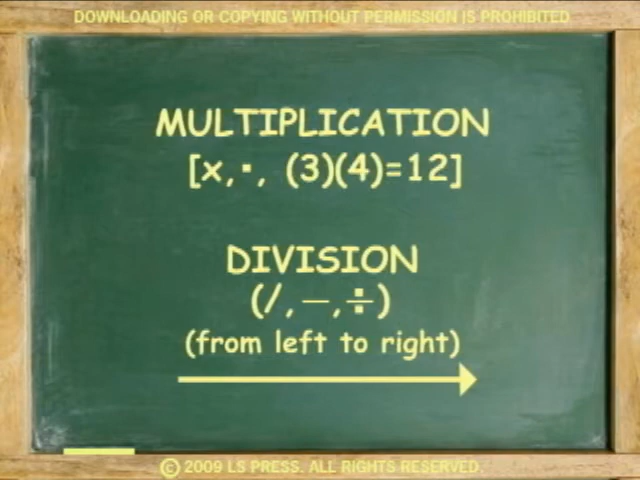 DOWNLOADING OR COPYING WITHOUT PERMISSION IS PROHIBITED
MULTIPLICATION
[x,·, (3)(4)=12]
DIVISION
(/,—,÷)
(from left to right)
© 2009 LS PRESS. ALL RIGHTS RESERVED.